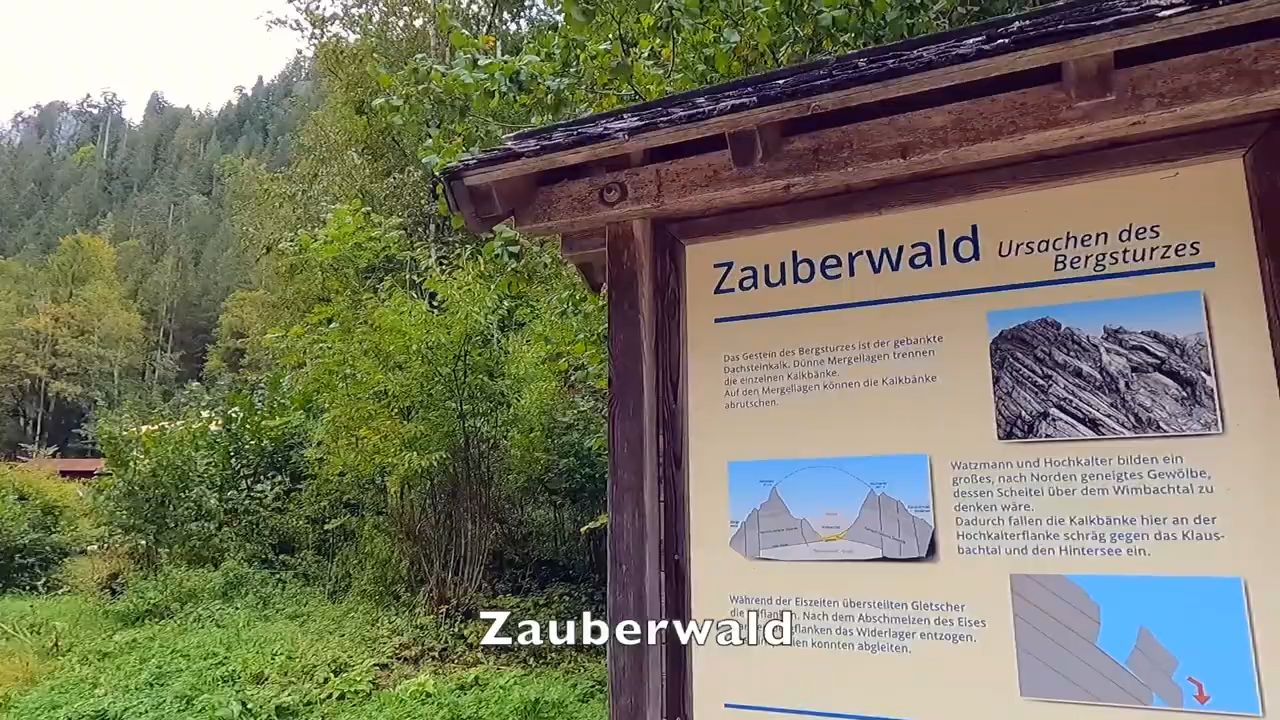 Zauberwald
Ursachen des
Bergsturzes
Das Gestein des Bergsturzes ist der gebankte
Dachsteinkalk. Dünne Mergellagen trennen
die einzelnen Kalkbänke.
Auf den Mergellagen können die Kalkbänke
abrutschen.
Watzmann und Hochkalter bilden ein
großes, nach Norden geneigtes Gewölbe,
dessen Scheitel über dem Wimbachtal zu
denken wäre.
Dadurch fallen die Kalkbänke hier an der
Hochkalterflanke schräg gegen das Klaus-
bachtal und den Hintersee ein.
Während der Eiszeiten übersteilten Gletscher
die. Nach dem Abschmelzen des Eises
flanken das Widerlager entzogen.
konnten abgleiten.
Zauberwald